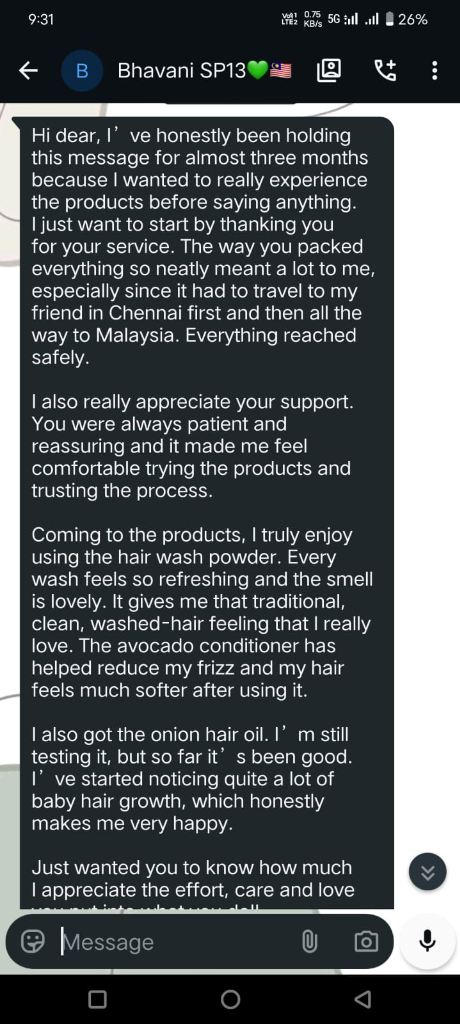 9:31
Vo1 LTE2 0.75 KB/s 5G 26%
B Bhavani SP13💚🇲🇾
Hi dear, I’ve honestly been holding
this message for almost three months
because I wanted to really experience
the products before saying anything.
I just want to start by thanking you
for your service. The way you packed
everything so neatly meant a lot to me,
especially since it had to travel to my
friend in Chennai first and then all the
way to Malaysia. Everything reached
safely.
I also really appreciate your support.
You were always patient and
reassuring and it made me feel
comfortable trying the products and
trusting the process.
Coming to the products, I truly enjoy
using the hair wash powder. Every
wash feels so refreshing and the smell
is lovely. It gives me that traditional,
clean, washed-hair feeling that I really
love. The avocado conditioner has
helped reduce my frizz and my hair
feels much softer after using it.
I also got the onion hair oil. I’m still
testing it, but so far it’s been good.
I’ve started noticing quite a lot of
baby hair growth, which honestly
makes me very happy.
Just wanted you to know how much
I appreciate the effort, care and love
Message